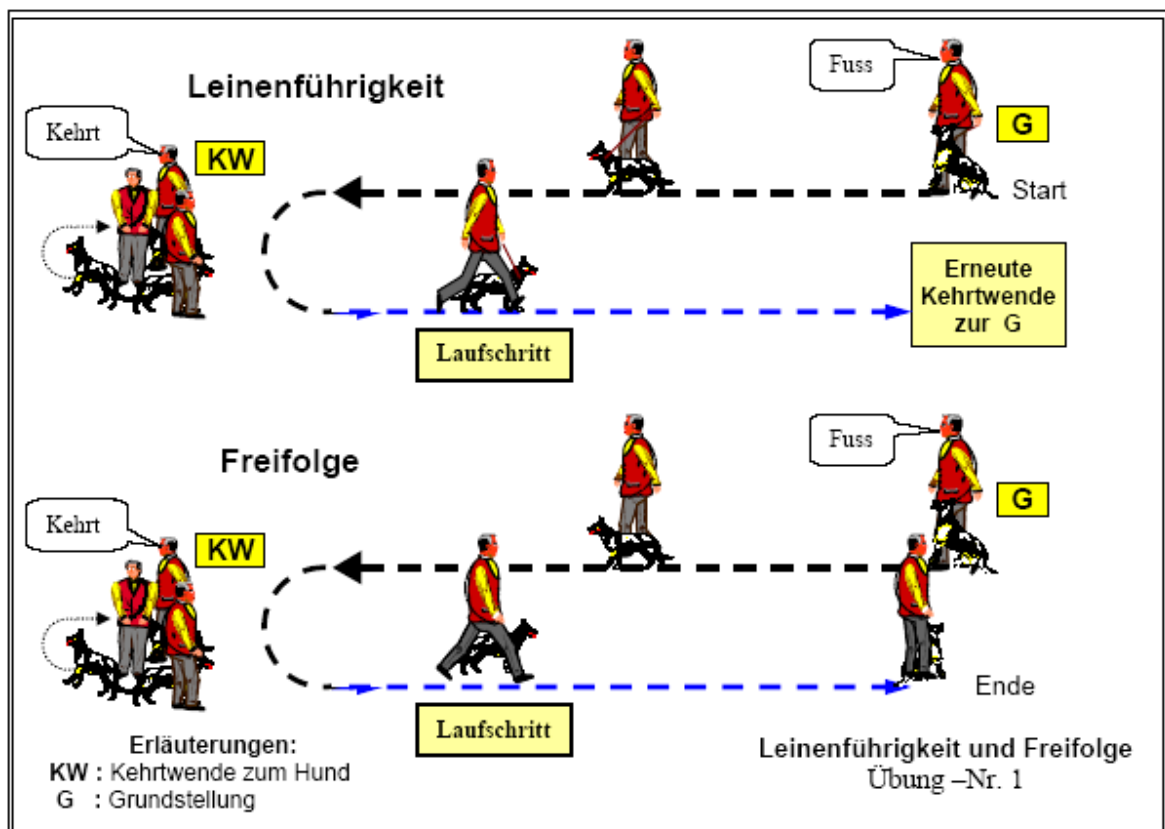 Leinenführigkeit
Fuss
Kehrt
KW
G
Start
Erneute
Kehrtwende
zur G
Laufschritt
Freifolge
Fuss
Kehrt
KW
G
Ende
Laufschritt
Erläuterungen:
KW : Kehrtwende zum Hund
G : Grundstellung
Leinenführigkeit und Freifolge
Übung –Nr. 1